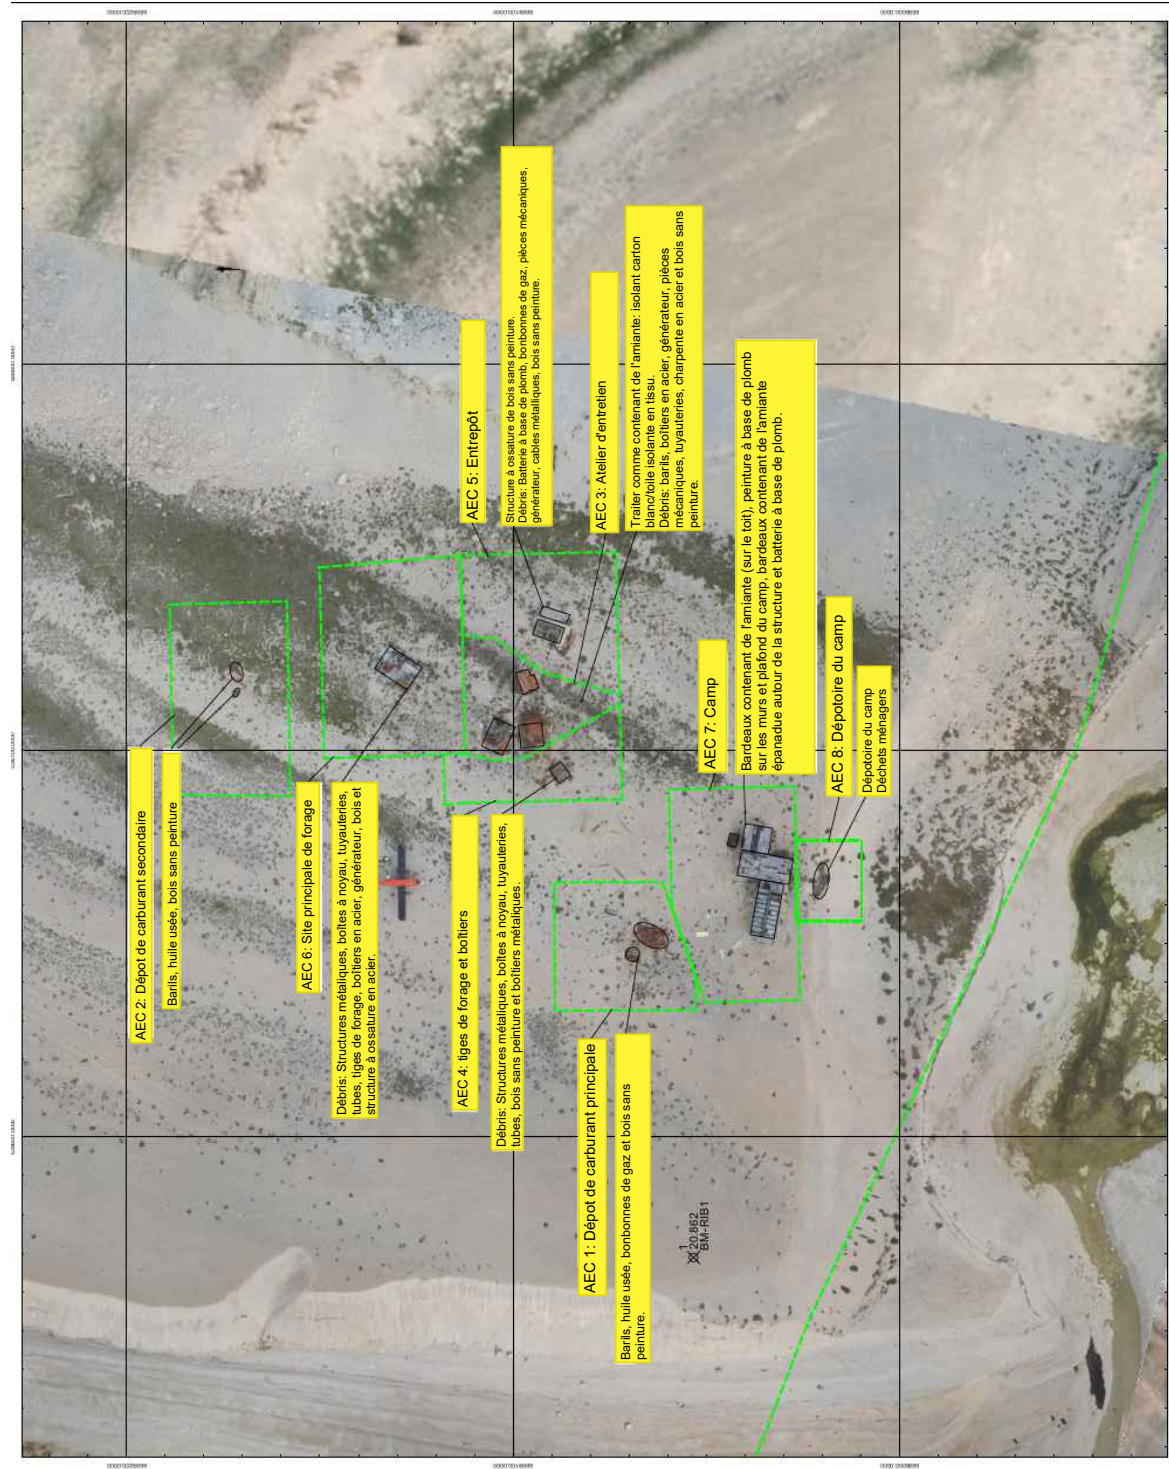 AEC 2: Dépot de carburant secondaire
Barils, huile usée, bois sans peinture
AEC 6: Site principale de forage
Débris: Structures métaliques, boîtes à noyau, tuyauteries,
tubes, tiges de forage, boîtiers en acier, générateur, bois et
structure à ossature en acier.
AEC 4: tiges de forage et boîtiers
Débris: Structures métaliques, boîtes à noyau, tuyauteries,
tubes, bois sans peinture et boîtiers métaliques.
AEC 5: Entrepôt
Structure à ossature de bois sans peinture.
Débris: Batterie à base de plomb, bonbonnes de gaz, pièces mécaniques,
générateur, cables métalliques, bois sans peinture.
AEC 3: Atelier d'entretien
Traiter comme contenant de l'amiante: isolant carton
blanc/toile isolante en tissu.
Débris: barils, boîtiers en acier, générateur, pièces
mécaniques, tuyauteries, charpente en acier et bois sans
peinture.
AEC 1: Dépot de carburant principale
Barils, huile usée, bonbonnes de gaz et bois sans
peinture.
1
20.862
BM-RIB1
AEC 7: Camp
Bardeaux contenant de l'amiante (sur le toit), peinture à base de plomb
sur les murs et plafond du camp, bardeaux contenant de l'amiante
épanadue autour de la structure et batterie à base de plomb.
AEC 8: Dépotoire du camp
Dépotoire du camp
Déchets ménagers